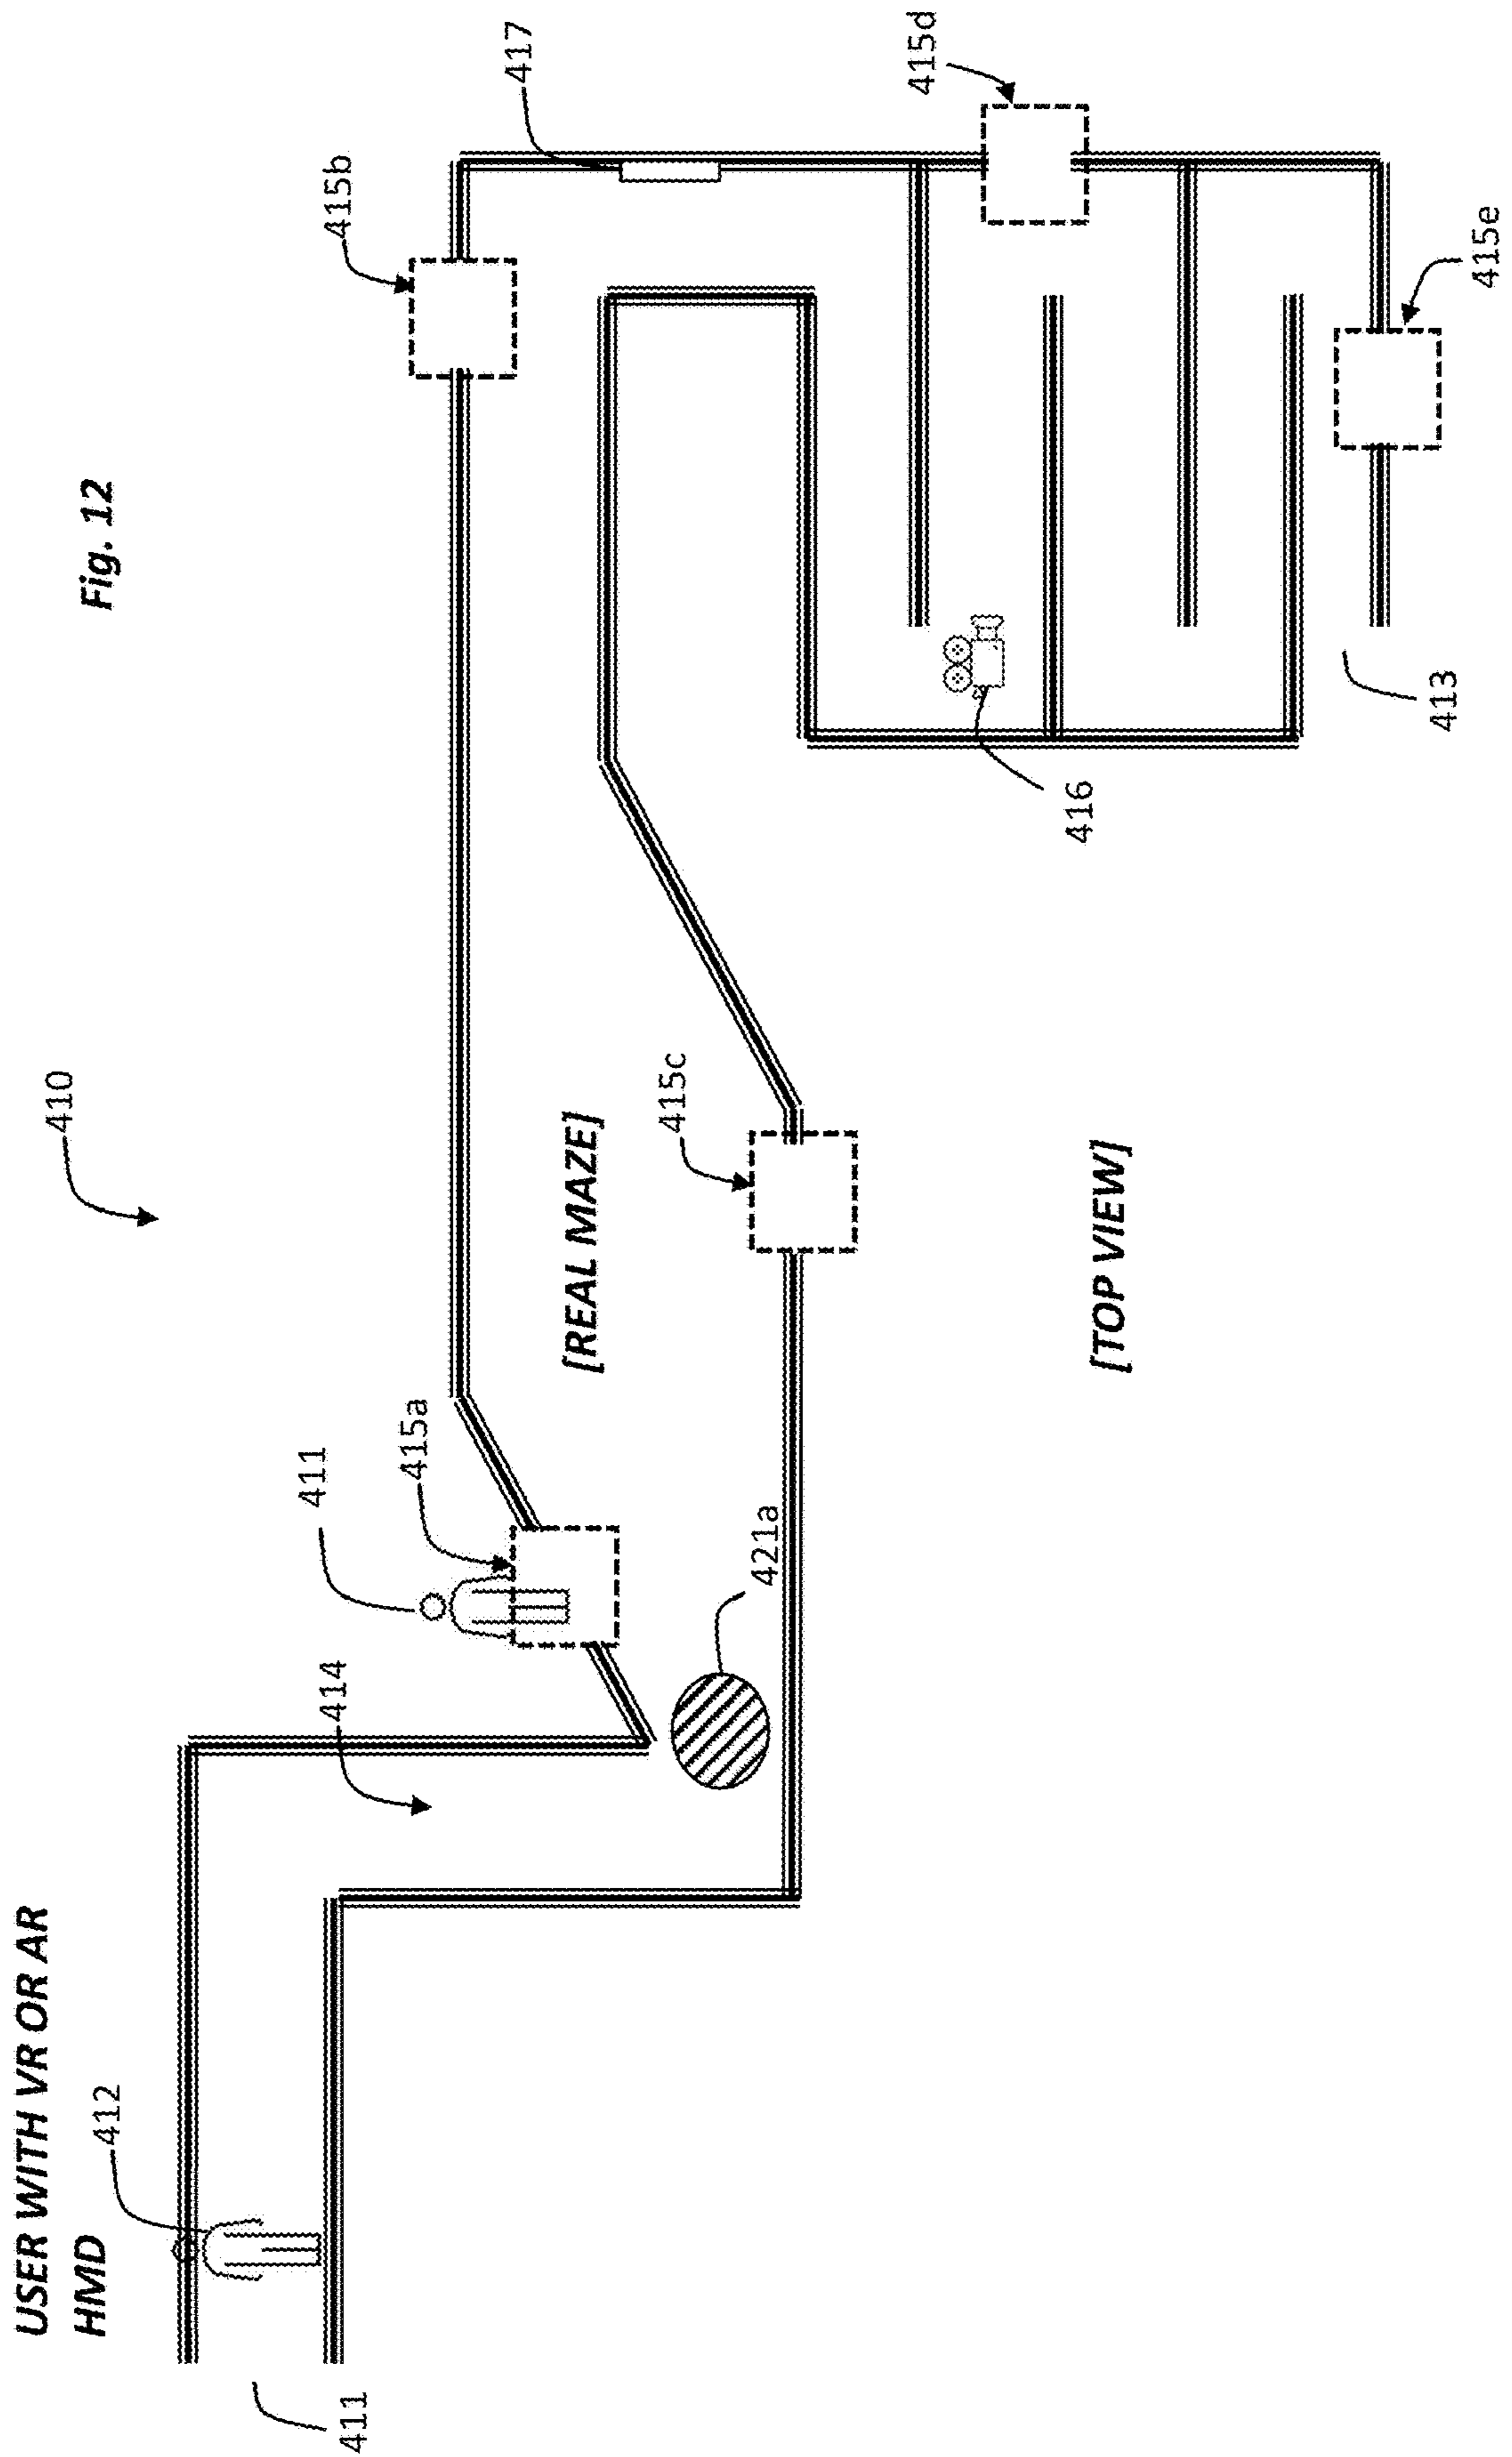 Fig. 12
USER WITH VR OR AR
HMD
410
412
411
414
411
415a
415b
417
[REAL MAZE]
421a
415c
415d
416
[TOP VIEW]
413
415e